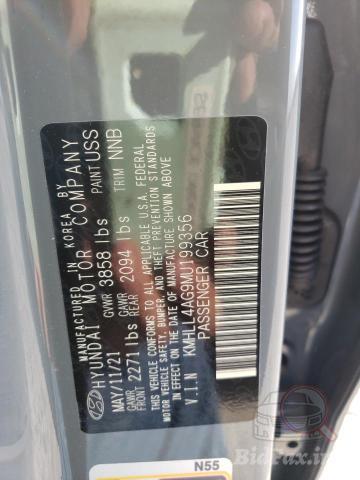 MANUFACTURED IN KOREA BY
HYUNDAI MOTOR COMPANY
MAY/11/21 GVWR 3858 lbs PAINT USS
GAWR FRONT 2271 lbs GAWR REAR 2094 lbs TRIM NNB
THIS VEHICLE CONFORMS TO ALL APPLICABLE U.S.A. FEDERAL
MOTOR VEHICLE SAFETY, BUMPER, AND THEFT PREVENTION STANDARDS
IN EFFECT ON THE DATE OF MANUFACTURE SHOWN ABOVE
V.I.N KMHLL4AG9MU199356
PASSENGER CAR
N55
BidFax.info